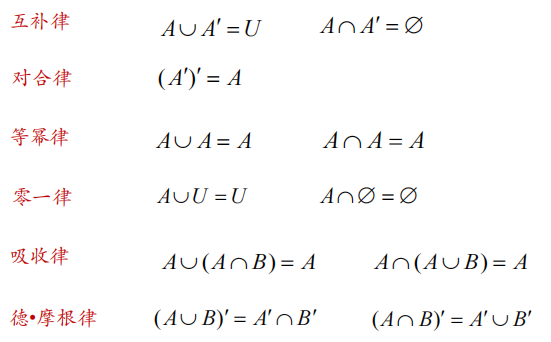 互补律 A∪A′=U A∩A′=∅
对合律 (A′)′=A
等幂律 A∪A=A A∩A=A
零一律 A∪U=U A∩∅=∅
吸收律 A∪(A∩B)=A A∩(A∪B)=A
德•摩根律 (A∪B)′=A′∩B′ (A∩B)′=A′∪B′